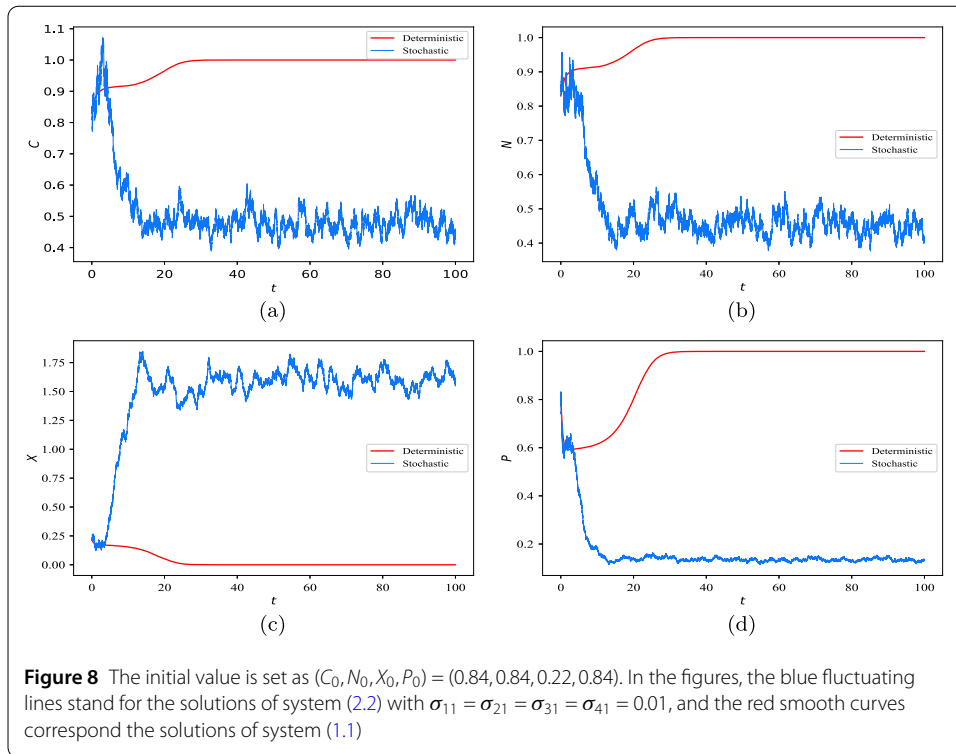 1.1
1.0
0.9
0.8
0.7
0.6
0.5
0.4
C
Deterministic
Stochastic
0 20 40 60 80 100
t
(a)
1.0
0.9
0.8
0.7
0.6
0.5
0.4
N
Deterministic
Stochastic
0 20 40 60 80 100
t
(b)
1.75
1.50
1.25
1.00
0.75
0.50
0.25
0.00
X
Deterministic
Stochastic
0 20 40 60 80 100
t
(c)
1.0
0.8
0.6
0.4
0.2
P
Deterministic
Stochastic
0 20 40 60 80 100
t
(d)
Figure 8 The initial value is set as (C₀, N₀, X₀, P₀) = (0.84, 0.84, 0.22, 0.84). In the figures, the blue fluctuating
lines stand for the solutions of system (2.2) with σ₁₁ = σ₂₁ = σ₃₁ = σ₄₁ = 0.01, and the red smooth curves
correspond the solutions of system (1.1)